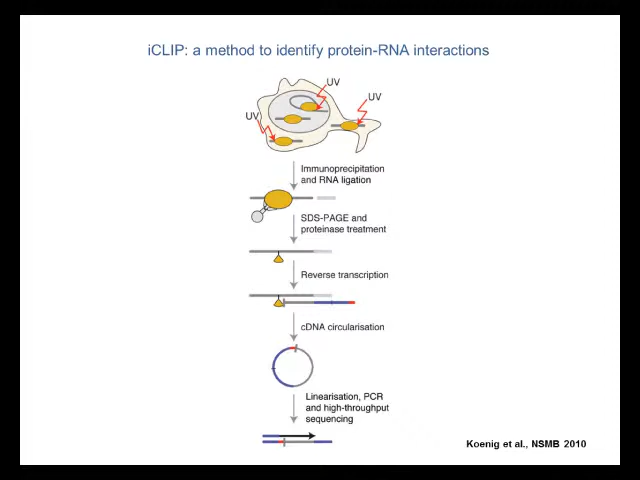 iCLIP: a method to identify protein-RNA interactions
UV
UV
UV
Immunoprecipitation
and RNA ligation
SDS-PAGE and
proteinase treatment
Reverse transcription
cDNA circularisation
Linearisation, PCR
and high-throughput
sequencing
Koenig et al., NSMB 2010